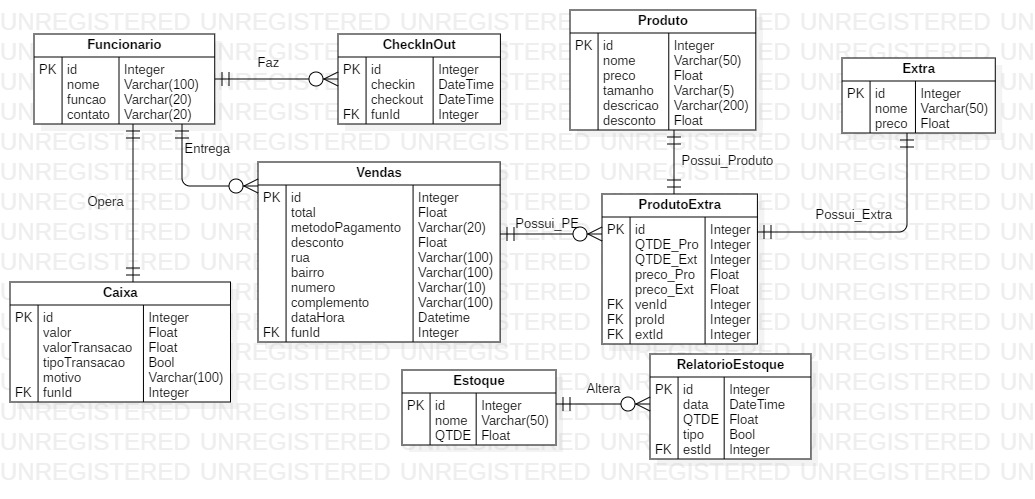 Funcionario
PK id Integer
nome Varchar(100)
funcao Varchar(20)
contato Varchar(20)
Faz
CheckInOut
PK id Integer
checkin DateTime
checkout DateTime
FK funId Integer
Produto
PK id Integer
nome Varchar(50)
preco Float
tamanho Varchar(5)
descricao Varchar(200)
desconto Float
Extra
PK id Integer
nome Varchar(50)
preco Float
Entrega
Opera
Vendas
PK id Integer
total Float
metodoPagamento Varchar(20)
desconto Float
rua Varchar(100)
bairro Varchar(100)
numero Varchar(10)
complemento Varchar(100)
dataHora Datetime
FK funId Integer
Possui_PE
Possui_Produto
ProdutoExtra
PK id Integer
QTDE_Pro Integer
QTDE_Ext Integer
preco_Pro Float
preco_Ext Float
FK venId Integer
FK proId Integer
FK extId Integer
Possui_Extra
Caixa
PK id Integer
valor Float
valorTransacao Float
tipoTransacao Bool
motivo Varchar(100)
FK funId Integer
Estoque
PK id Integer
nome Varchar(50)
QTDE Float
Altera
RelatorioEstoque
PK id Integer
data DateTime
QTDE Float
tipo Bool
FK estId Integer
UNREGISTERED UNREGISTERED UNREGISTERED UNREGISTERED UNREGISTERED